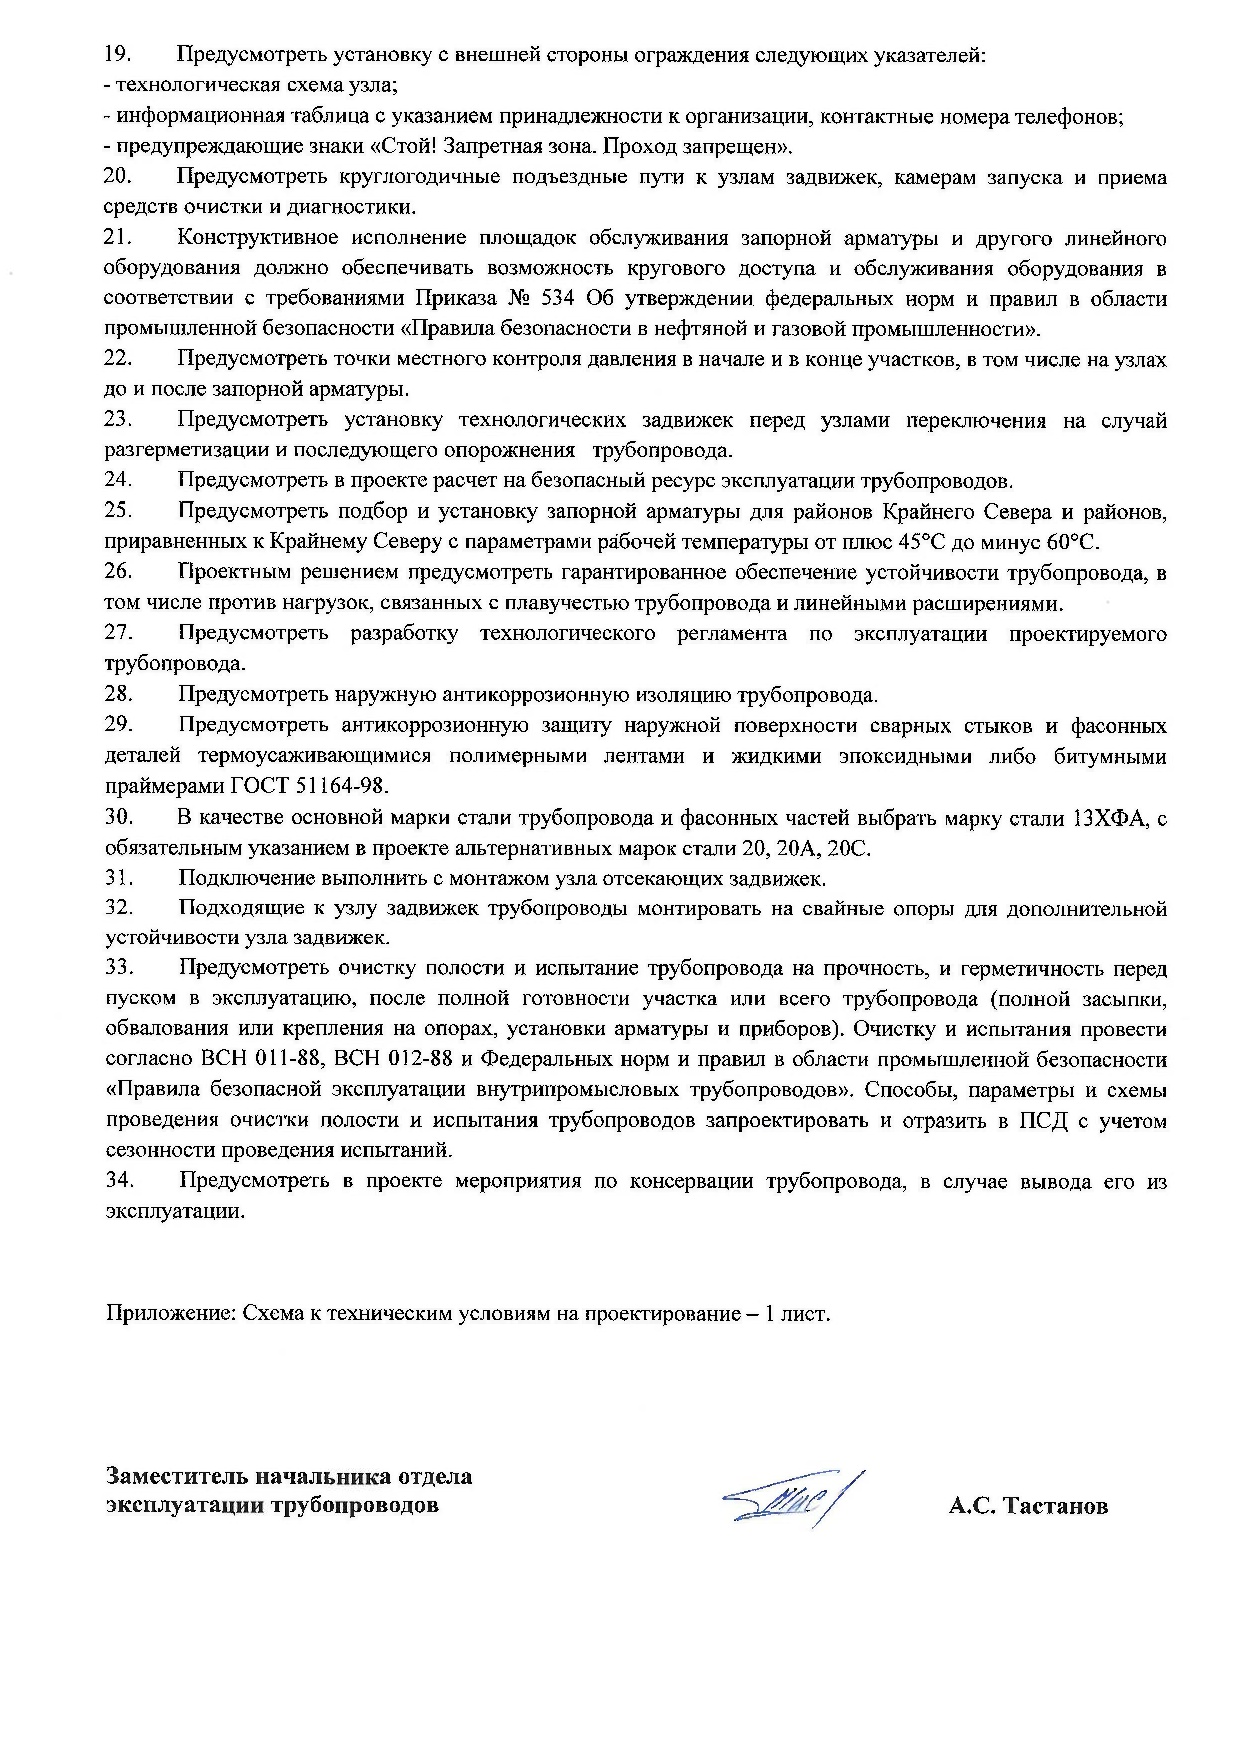 19. Предусмотреть установку с внешней стороны ограждения следующих указателей:
- технологическая схема узла;
- информационная таблица с указанием принадлежности к организации, контактные номера телефонов;
- предупреждающие знаки «Стой! Запретная зона. Проход запрещен».
20. Предусмотреть круглогодичные подъездные пути к узлам задвижек, камерам запуска и приема
средств очистки и диагностики.
21. Конструктивное исполнение площадок обслуживания запорной арматуры и другого линейного
оборудования должно обеспечивать возможность кругового доступа и обслуживания оборудования в
соответствии с требованиями Приказа № 534 Об утверждении федеральных норм и правил в области
промышленной безопасности «Правила безопасности в нефтяной и газовой промышленности».
22. Предусмотреть точки местного контроля давления в начале и в конце участков, в том числе на узлах
до и после запорной арматуры.
23. Предусмотреть установку технологических задвижек перед узлами переключения на случай
разгерметизации и последующего опорожнения трубопровода.
24. Предусмотреть в проекте расчет на безопасный ресурс эксплуатации трубопроводов.
25. Предусмотреть подбор и установку запорной арматуры для районов Крайнего Севера и районов,
приравненных к Крайнему Северу с параметрами рабочей температуры от плюс 45°С до минус 60°С.
26. Проектным решением предусмотреть гарантированное обеспечение устойчивости трубопровода, в
том числе против нагрузок, связанных с плавучестью трубопровода и линейными расширениями.
27. Предусмотреть разработку технологического регламента по эксплуатации проектируемого
трубопровода.
28. Предусмотреть наружную антикоррозионную изоляцию трубопровода.
29. Предусмотреть антикоррозионную защиту наружной поверхности сварных стыков и фасонных
деталей термоусаживающимися полимерными лентами и жидкими эпоксидными либо битумными
праймерами ГОСТ 51164-98.
30. В качестве основной марки стали трубопровода и фасонных частей выбрать марку стали 13ХФА, с
обязательным указанием в проекте альтернативных марок стали 20, 20А, 20С.
31. Подключение выполнить с монтажом узла отсекающих задвижек.
32. Подходящие к узлу задвижек трубопроводы монтировать на свайные опоры для дополнительной
устойчивости узла задвижек.
33. Предусмотреть очистку полости и испытание трубопровода на прочность, и герметичность перед
пуском в эксплуатацию, после полной готовности участка или всего трубопровода (полной засыпки,
обвалования или крепления на опорах, установки арматуры и приборов). Очистку и испытания провести
согласно ВСН 011-88, ВСН 012-88 и Федеральных норм и правил в области промышленной безопасности
«Правила безопасной эксплуатации внутрипромысловых трубопроводов». Способы, параметры и схемы
проведения очистки полости и испытания трубопроводов запроектировать и отразить в ПСД с учетом
сезонности проведения испытаний.
34. Предусмотреть в проекте мероприятия по консервации трубопровода, в случае вывода его из
эксплуатации.
Приложение: Схема к техническим условиям на проектирование – 1 лист.
Заместитель начальника отдела
эксплуатации трубопроводов А.С. Тастанов